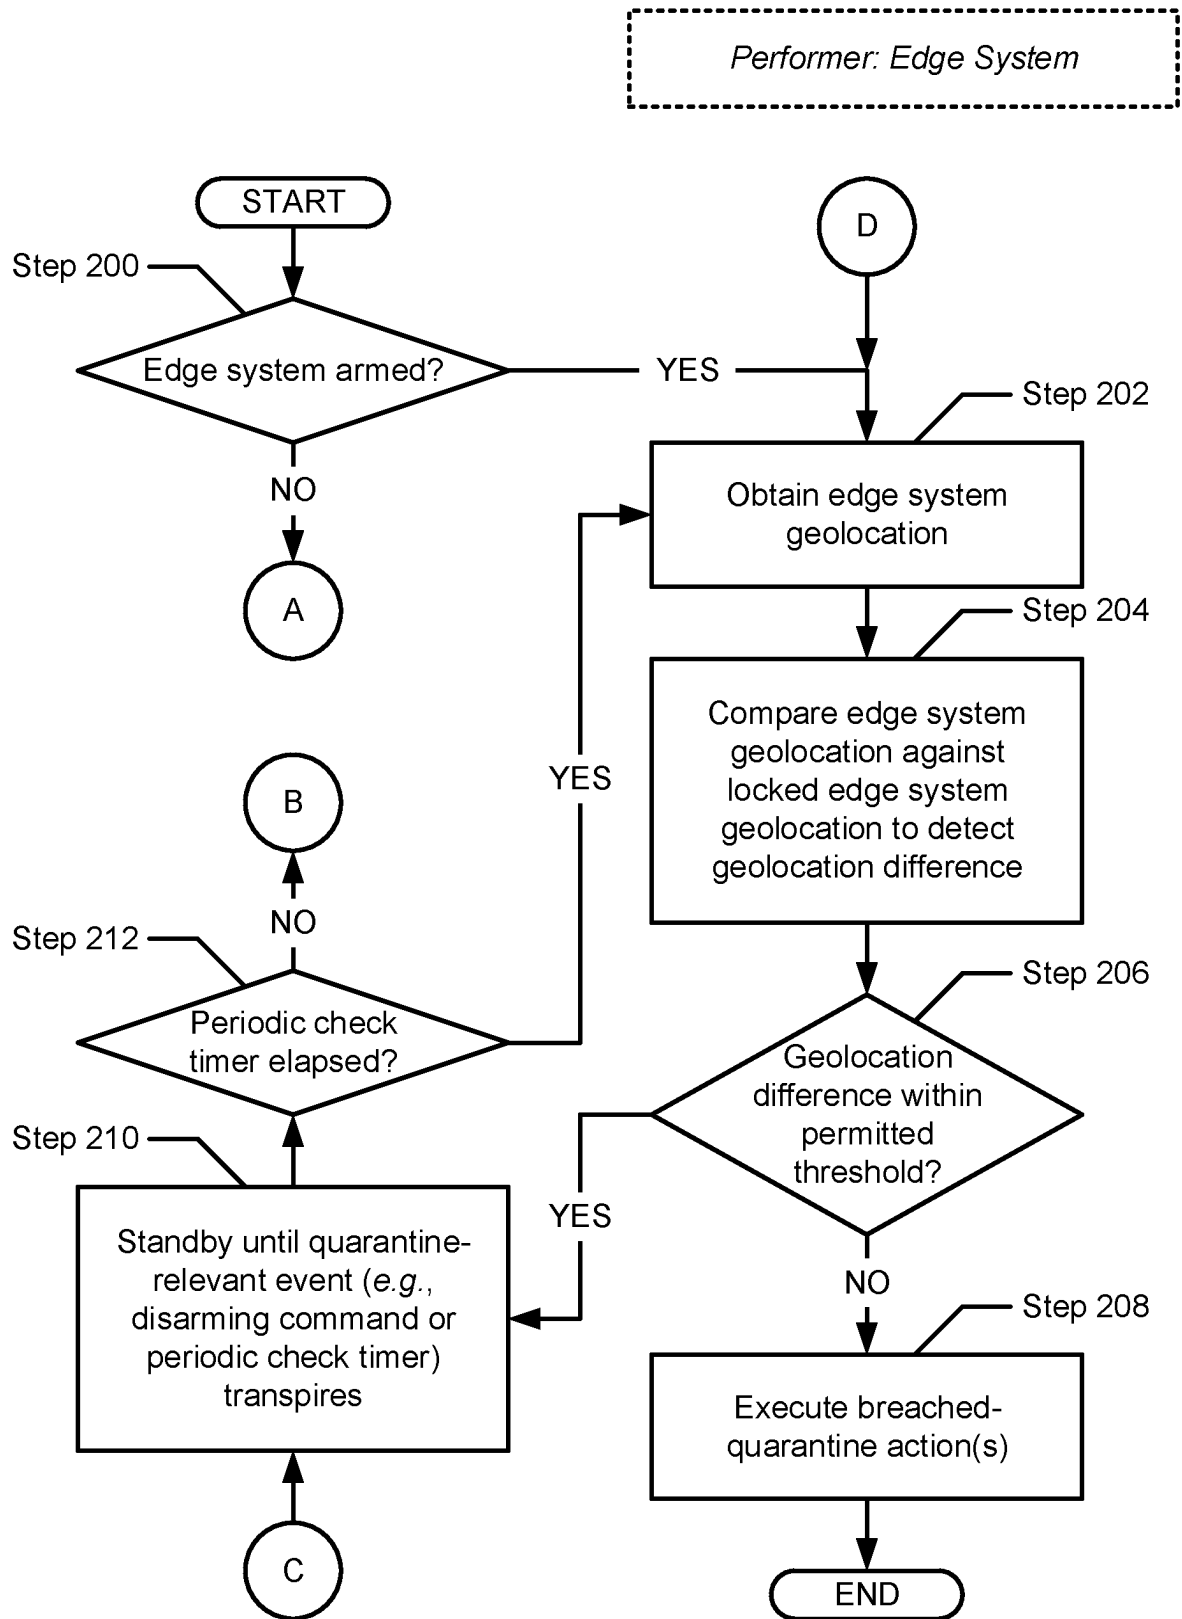 Performer: Edge System
START
D
Step 200
Edge system armed?
YES
Step 202
NO
Obtain edge system
geolocation
A
Step 204
Compare edge system
geolocation against
locked edge system
geolocation to detect
geolocation difference
YES
B
NO
Step 212
Periodic check
timer elapsed?
Step 206
Geolocation
difference within
permitted
threshold?
Step 210
YES
Standby until quarantine-
relevant event (e.g.,
disarming command or
periodic check timer)
transpires
NO
Step 208
Execute breached-
quarantine action(s)
C
END